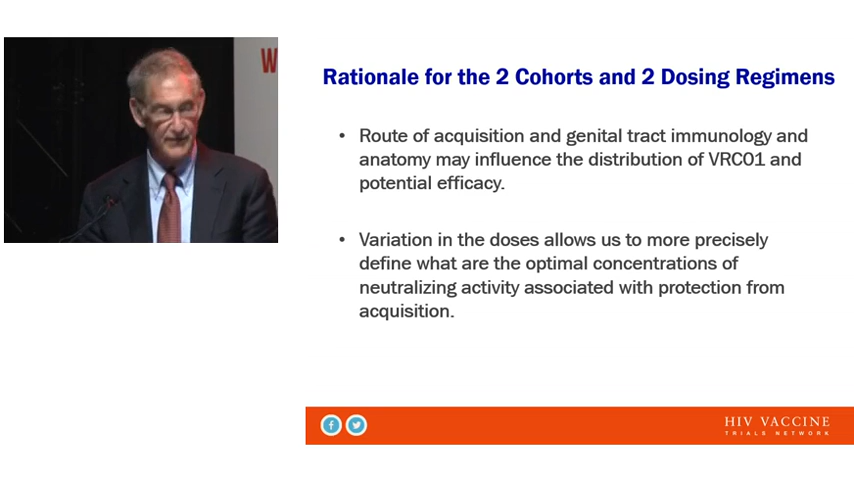 W
Rationale for the 2 Cohorts and 2 Dosing Regimens
• Route of acquisition and genital tract immunology and
anatomy may influence the distribution of VRC01 and
potential efficacy.
• Variation in the doses allows us to more precisely
define what are the optimal concentrations of
neutralizing activity associated with protection from
acquisition.
HIV VACCINE
TRIALS NETWORK